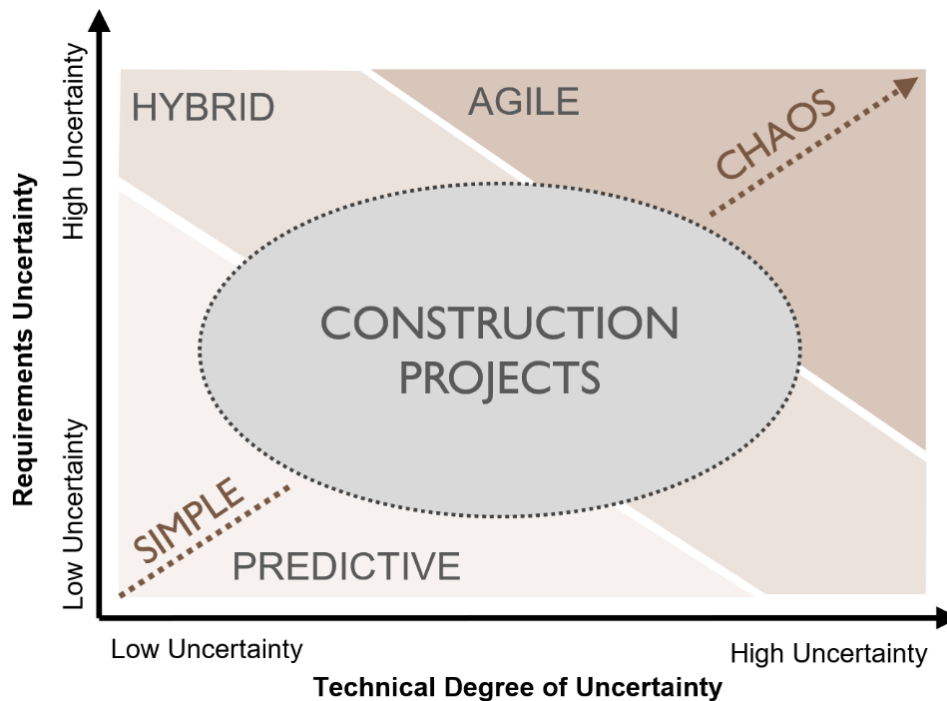 HYBRID
AGILE
CHAOS
CONSTRUCTION
PROJECTS
SIMPLE
PREDICTIVE
Requirements Uncertainty
High Uncertainty
Low Uncertainty
Low Uncertainty
High Uncertainty
Technical Degree of Uncertainty